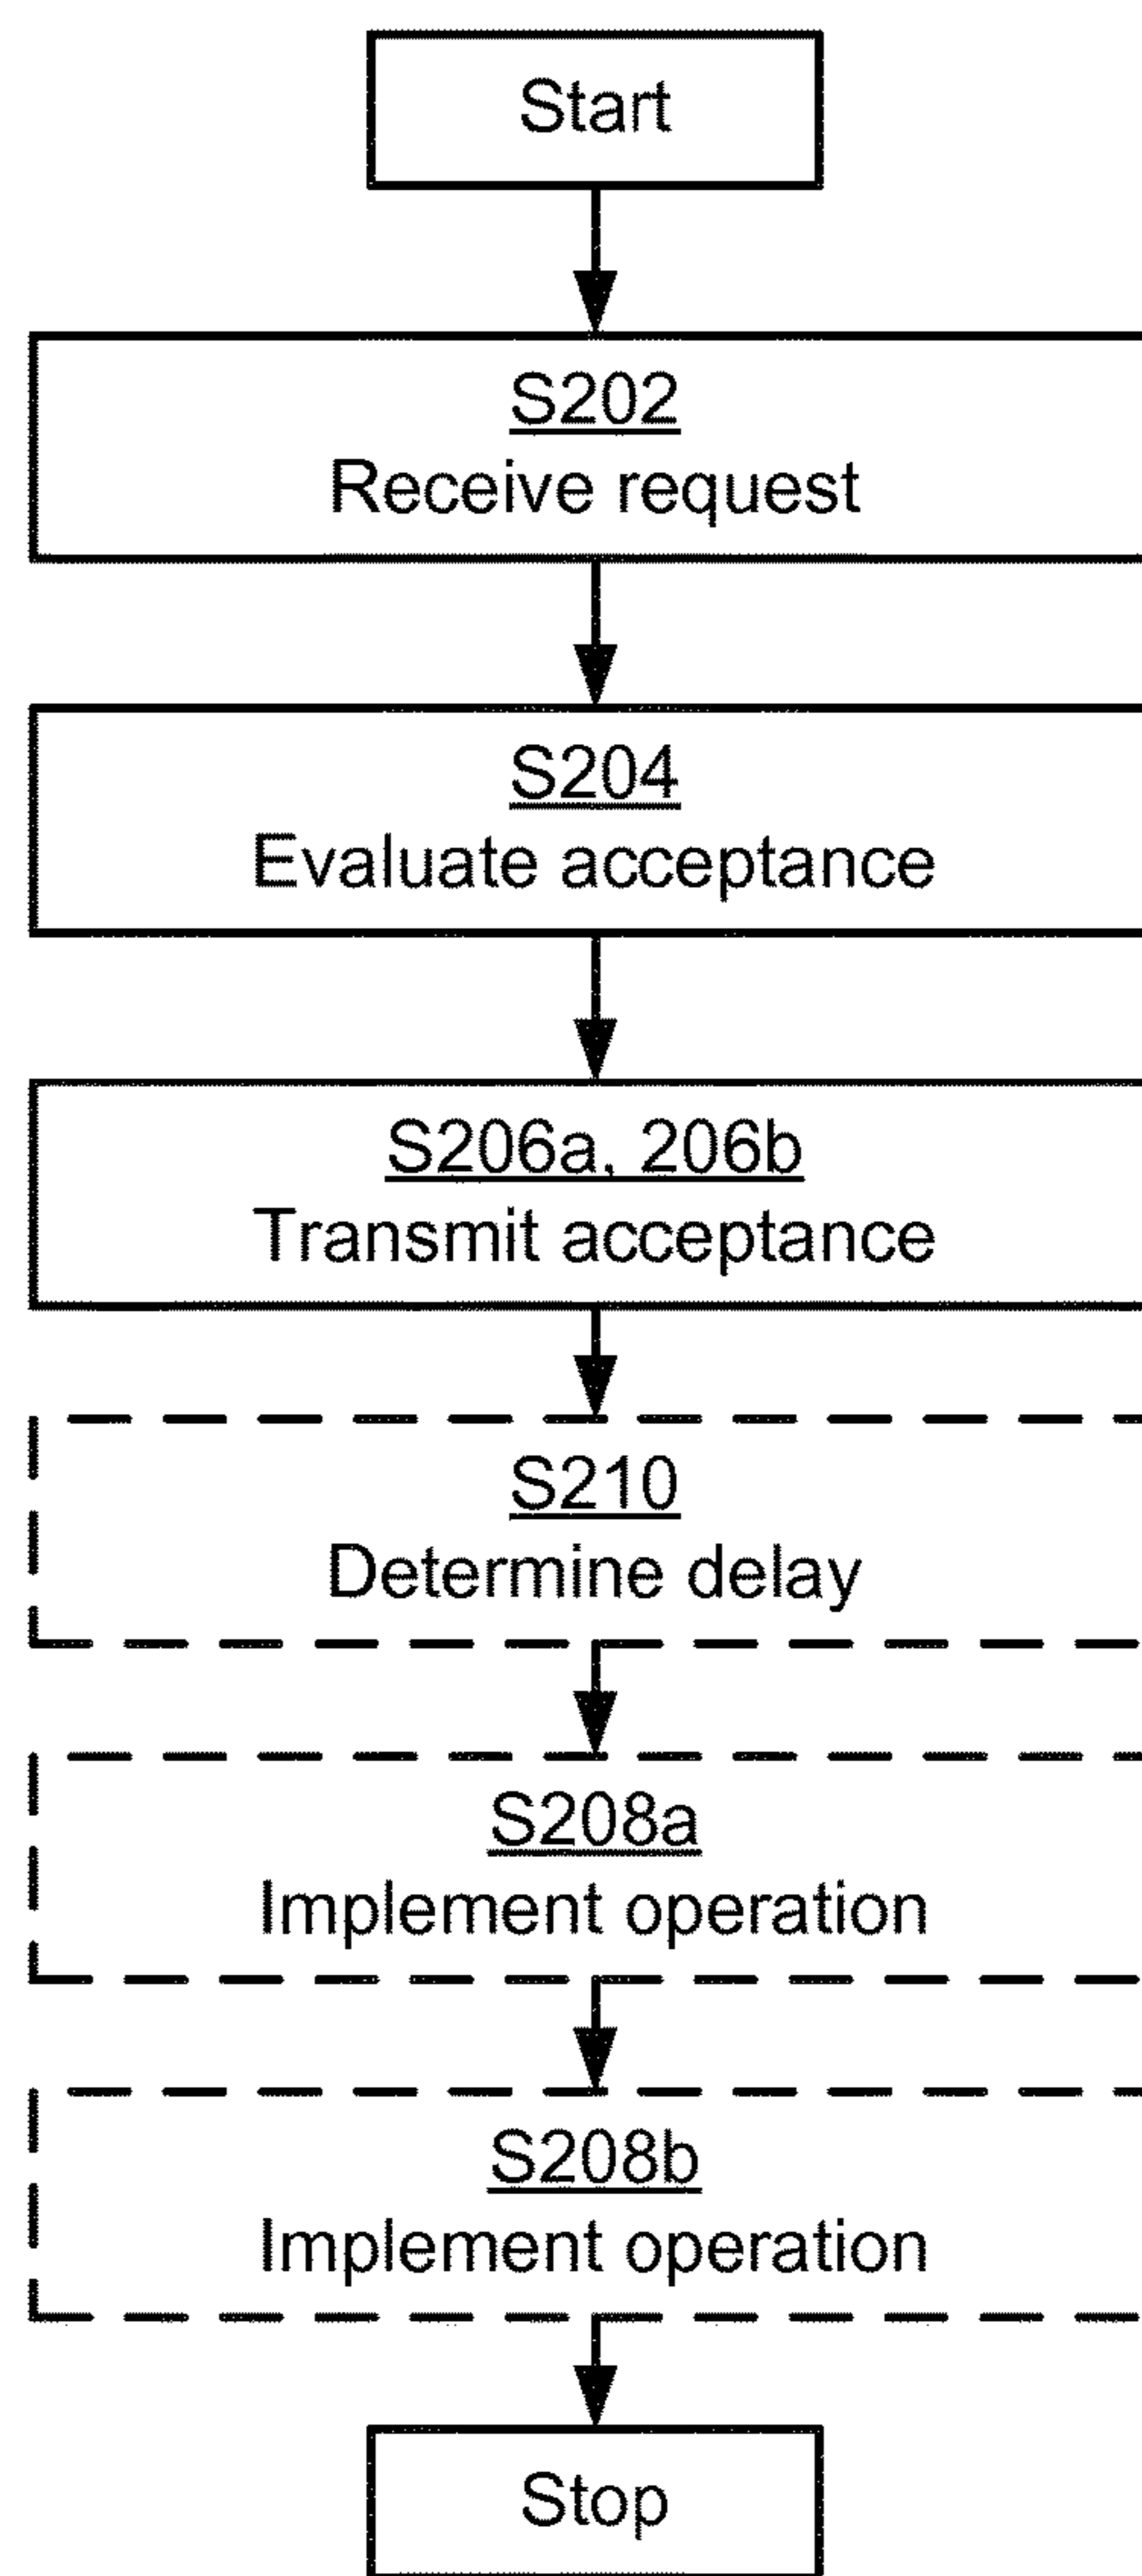 Start
S202
Receive request
S204
Evaluate acceptance
S206a, 206b
Transmit acceptance
S210
Determine delay
S208a
Implement operation
S208b
Implement operation
Stop